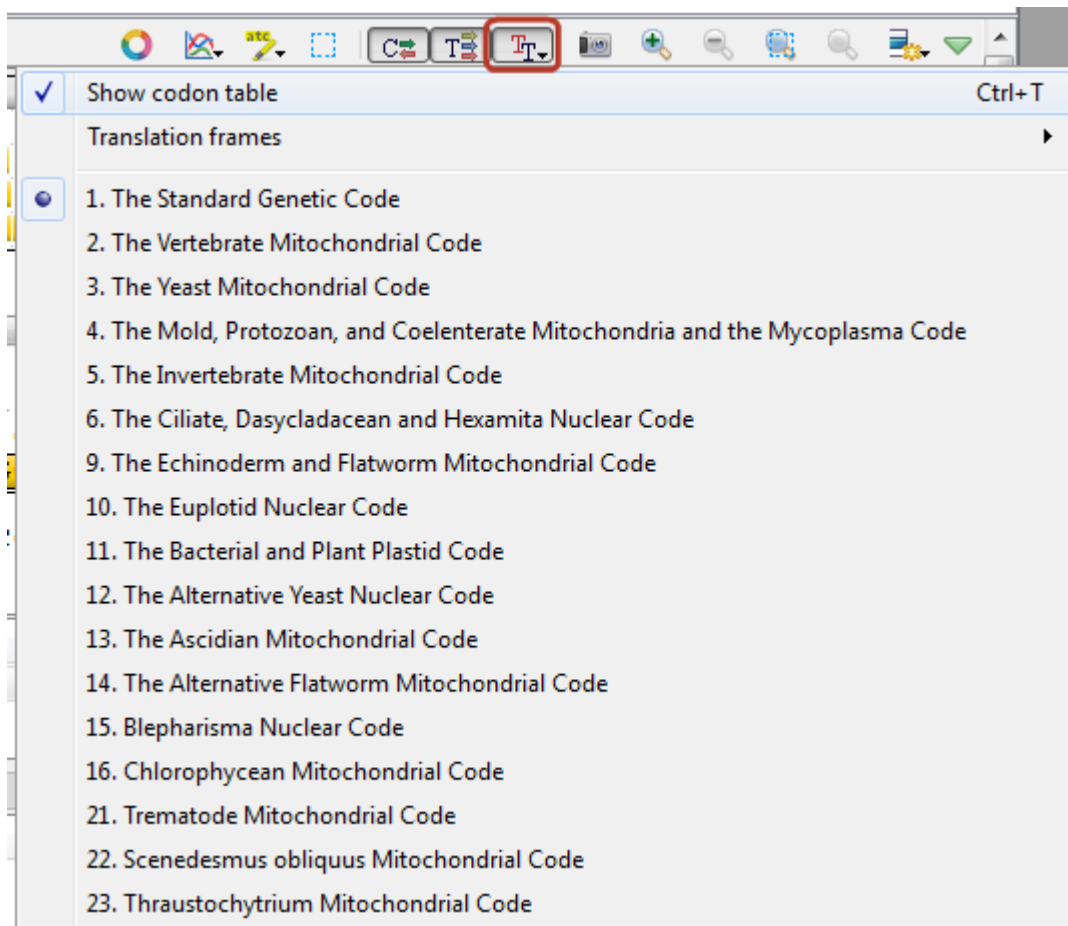 atc
C
T
TT
Show codon table Ctrl+T
Translation frames
1. The Standard Genetic Code
2. The Vertebrate Mitochondrial Code
3. The Yeast Mitochondrial Code
4. The Mold, Protozoan, and Coelenterate Mitochondria and the Mycoplasma Code
5. The Invertebrate Mitochondrial Code
6. The Ciliate, Dasycladacean and Hexamita Nuclear Code
9. The Echinoderm and Flatworm Mitochondrial Code
10. The Euplotid Nuclear Code
11. The Bacterial and Plant Plastid Code
12. The Alternative Yeast Nuclear Code
13. The Ascidian Mitochondrial Code
14. The Alternative Flatworm Mitochondrial Code
15. Blepharisma Nuclear Code
16. Chlorophycean Mitochondrial Code
21. Trematode Mitochondrial Code
22. Scenedesmus obliquus Mitochondrial Code
23. Thraustochytrium Mitochondrial Code